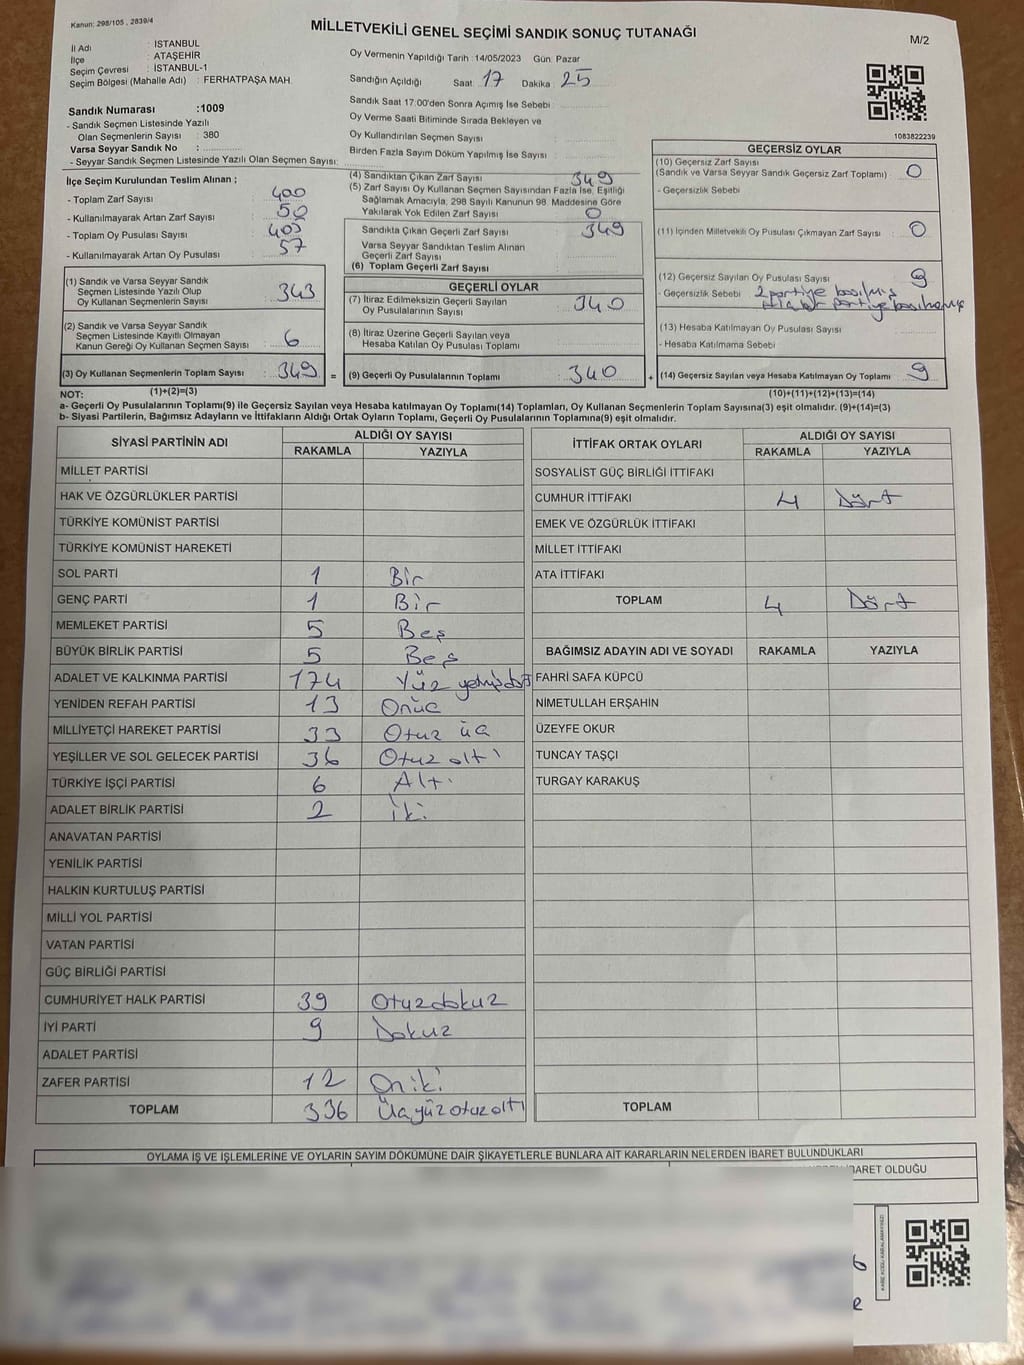 Kanun: 298/105 , 2839/4
MİLLETVEKİLİ GENEL SEÇİMİ SANDIK SONUÇ TUTANAĞI
M/2
İl Adı : İSTANBUL
İlçe : ATAŞEHİR
Seçim Çevresi : İSTANBUL-1
Seçim Bölgesi (Mahalle Adı) : FERHATPAŞA MAH.
Oy Vermenin Yapıldığı Tarih : 14/05/2023 Gün: Pazar
Sandığın Açıldığı Saat 17 Dakika 25
Sandık Saat 17:00'den Sonra Açımış İse Sebebi
Oy Verme Saati Bitiminde Sırada Bekleyen ve
Oy Kullandırılan Seçmen Sayısı
Birden Fazla Sayım Döküm Yapılmış İse Sayısı
1083822239
Sandık Numarası :1009
- Sandık Seçmen Listesinde Yazılı
Olan Seçmenlerin Sayısı : 380
Varsa Seyyar Sandık No :
- Seyyar Sandık Seçmen Listesinde Yazılı Olan Seçmen Sayısı:
İlçe Seçim Kurulundan Teslim Alınan ;
- Toplam Zarf Sayısı : 400
- Kullanılmayarak Artan Zarf Sayısı : 50
- Toplam Oy Pusulası Sayısı : 405
- Kullanılmayarak Artan Oy Pusulası : 57
(1) Sandık ve Varsa Seyyar Sandık
Seçmen Listesinde Yazılı Olup
Oy Kullanan Seçmenlerin Sayısı : 343
(2) Sandık ve Varsa Seyyar Sandık
Seçmen Listesinde Kayıtlı Olmayan
Kanun Gereği Oy Kullanan Seçmen Sayısı : 6
(3) Oy Kullanan Seçmenlerin Toplam Sayısı : 349 =
(4) Sandıktan Çıkan Zarf Sayısı 349
(5) Zarf Sayısı Oy Kullanan Seçmen Sayısından Fazla İse, Eşitliği
Sağlamak Amacıyla, 298 Sayılı Kanunun 98. Maddesine Göre
Yakılarak Yok Edilen Zarf Sayısı 0
Sandıkta Çıkan Geçerli Zarf Sayısı : 349
Varsa Seyyar Sandıktan Teslim Alınan
Geçerli Zarf Sayısı
(6) Toplam Geçerli Zarf Sayısı :
GEÇERLİ OYLAR
(7) İtiraz Edilmeksizin Geçerli Sayılan
Oy Pusulalarının Sayısı : 340
(8) İtiraz Üzerine Geçerli Sayılan veya
Hesaba Katılan Oy Pusulası Toplamı
(9) Geçerli Oy Pusulalarının Toplamı : 340 +
GEÇERSİZ OYLAR
(10) Geçersiz Zarf Sayısı
(Sandık ve Varsa Seyyar Sandık Geçersiz Zarf Toplamı) : 0
- Geçersizlik Sebebi
(11) İçinden Milletvekili Oy Pusulası Çıkmayan Zarf Sayısı : 0
(12) Geçersiz Sayılan Oy Pusulası Sayısı : 9
- Geçersizlik Sebebi 2 partiye basılmış
bir partiye
(13) Hesaba Katılmayan Oy Pusulası Sayısı
- Hesaba Katılmama Sebebi
(14) Geçersiz Sayılan veya Hesaba Katılmayan Oy Toplamı : 9
NOT: (1)+(2)=(3)
(10)+(11)+(12)+(13)=(14)
a- Geçerli Oy Pusulalarının Toplamı(9) ile Geçersiz Sayılan veya Hesaba katılmayan Oy Toplamı(14) Toplamları, Oy Kullanan Seçmenlerin Toplam Sayısına(3) eşit olmalıdır. (9)+(14)=(3)
b- Siyasi Partilerin, Bağımsız Adayların ve İttifakların Aldığı Ortak Oyların Toplamı, Geçerli Oy Pusulalarının Toplamına(9) eşit olmalıdır.
SİYASİ PARTİNİN ADI ALDIĞI OY SAYISI
RAKAMLA YAZIYLA
MİLLET PARTİSİ
HAK VE ÖZGÜRLÜKLER PARTİSİ
TÜRKİYE KOMÜNİST PARTİSİ
TÜRKİYE KOMÜNİST HAREKETİ
SOL PARTİ 1 Bir
GENÇ PARTİ 1 Bir
MEMLEKET PARTİSİ 5 Beş
BÜYÜK BİRLİK PARTİSİ 5 Beş
ADALET VE KALKINMA PARTİSİ 174 Yüz yetmişdört
YENİDEN REFAH PARTİSİ 13 Onüç
MİLLİYETÇİ HAREKET PARTİSİ 33 Otuz üç
YEŞİLLER VE SOL GELECEK PARTİSİ 36 Otuz altı
TÜRKİYE İŞÇİ PARTİSİ 6 Altı
ADALET BİRLİK PARTİSİ 2 İki
ANAVATAN PARTİSİ
YENİLİK PARTİSİ
HALKIN KURTULUŞ PARTİSİ
MİLLİ YOL PARTİSİ
VATAN PARTİSİ
GÜÇ BİRLİĞİ PARTİSİ
CUMHURİYET HALK PARTİSİ 39 Otuzdokuz
İYİ PARTİ 9 Dokuz
ADALET PARTİSİ
ZAFER PARTİSİ 12 Oniki
TOPLAM 336 Üçyüzotuzaltı
İTTİFAK ORTAK OYLARI ALDIĞI OY SAYISI
RAKAMLA YAZIYLA
SOSYALİST GÜÇ BİRLİĞİ İTTİFAKI
CUMHUR İTTİFAKI 4 Dört
EMEK VE ÖZGÜRLÜK İTTİFAKI
MİLLET İTTİFAKI
ATA İTTİFAKI
TOPLAM 4 Dört
BAĞIMSIZ ADAYIN ADI VE SOYADI RAKAMLA YAZIYLA
FAHRİ SAFA KÜPCÜ
NİMETULLAH ERŞAHİN
ÜZEYFE OKUR
TUNCAY TAŞÇI
TURGAY KARAKUŞ
TOPLAM
OYLAMA İŞ VE İŞLEMLERİNE VE OYLARIN SAYIM DÖKÜMÜNE DAİR ŞİKAYETLERLE BUNLARA AİT KARARLARIN NELERDEN İBARET BULUNDUKLARI
İBARET OLDUĞU